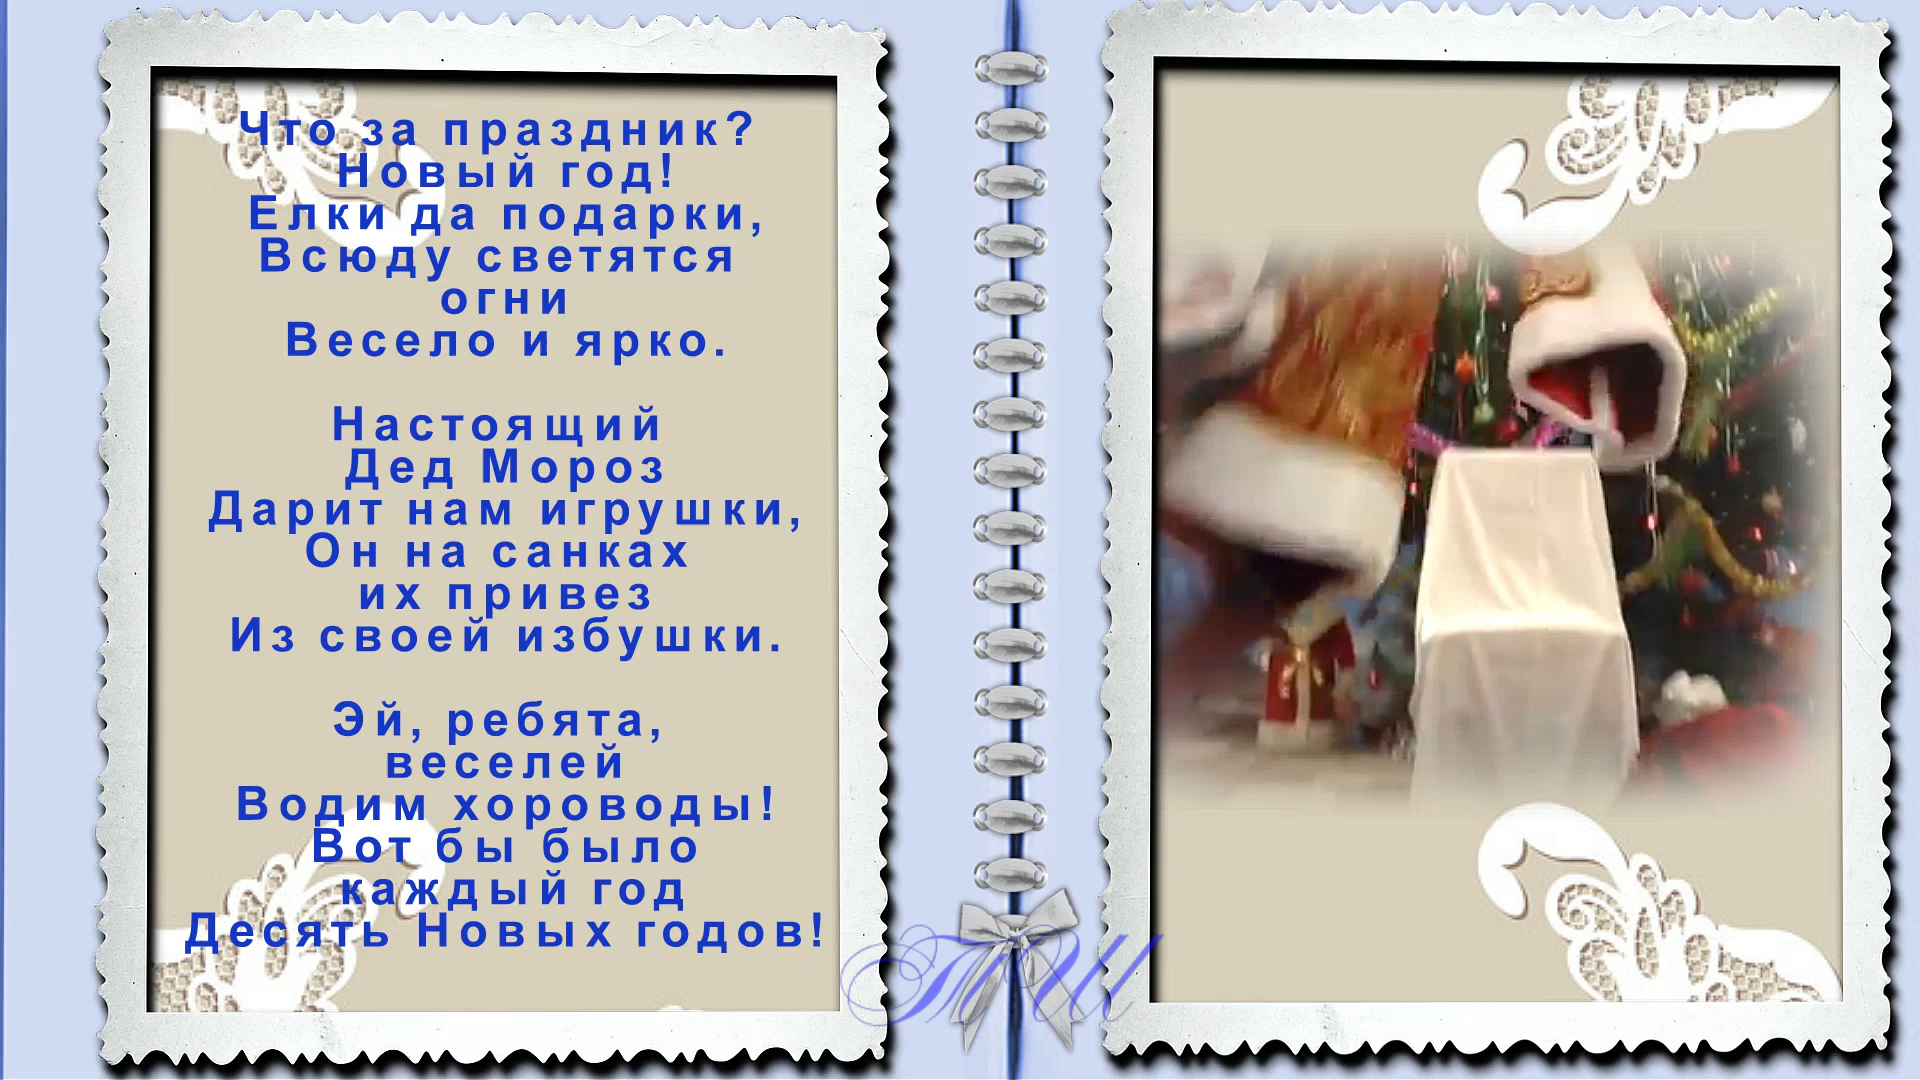 Что за праздник?
Новый год!
Елки да подарки,
Всюду светятся
огни
Весело и ярко.
Настоящий
Дед Мороз
Дарит нам игрушки,
Он на санках
их привез
Из своей избушки.
Эй, ребята,
веселей
Водим хороводы!
Вот бы было
каждый год
Десять Новых годов!